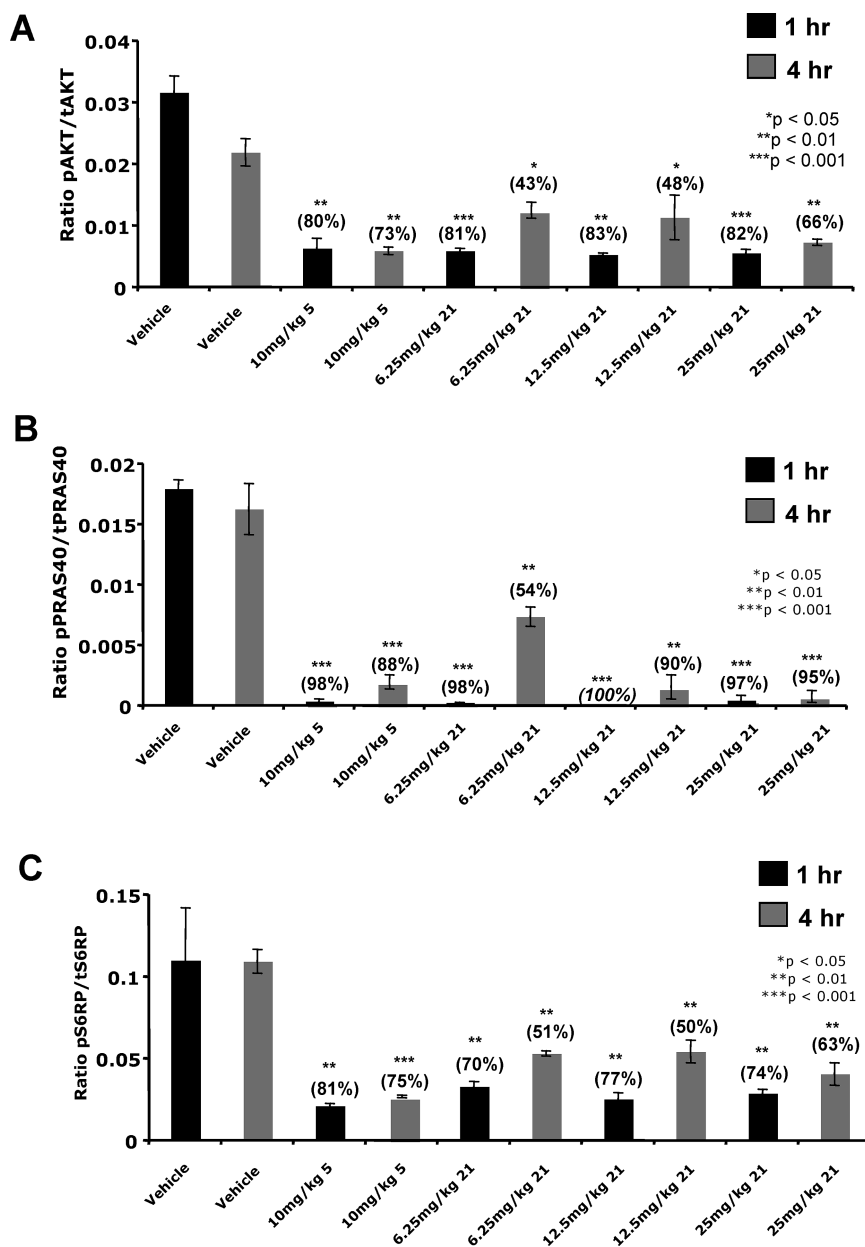 A
1 hr
4 hr
*p < 0.05
**p < 0.01
***p < 0.001
Ratio pAKT/tAKT
0.04
0.03
0.02
0.01
0
** (80%)
** (73%)
*** (81%)
* (43%)
** (83%)
* (48%)
*** (82%)
** (66%)
Vehicle
Vehicle
10mg/kg 5
10mg/kg 5
6.25mg/kg 21
6.25mg/kg 21
12.5mg/kg 21
12.5mg/kg 21
25mg/kg 21
25mg/kg 21
B
1 hr
4 hr
*p < 0.05
**p < 0.01
***p < 0.001
Ratio pPRAS40/tPRAS40
0.02
0.015
0.01
0.005
0
*** (98%)
*** (88%)
*** (98%)
** (54%)
*** (100%)
** (90%)
*** (97%)
*** (95%)
Vehicle
Vehicle
10mg/kg 5
10mg/kg 5
6.25mg/kg 21
6.25mg/kg 21
12.5mg/kg 21
12.5mg/kg 21
25mg/kg 21
25mg/kg 21
C
1 hr
4 hr
*p < 0.05
**p < 0.01
***p < 0.001
Ratio pS6RP/tS6RP
0.15
0.1
0.05
0
** (81%)
*** (75%)
** (70%)
** (51%)
** (77%)
** (50%)
** (74%)
** (63%)
Vehicle
Vehicle
10mg/kg 5
10mg/kg 5
6.25mg/kg 21
6.25mg/kg 21
12.5mg/kg 21
12.5mg/kg 21
25mg/kg 21
25mg/kg 21